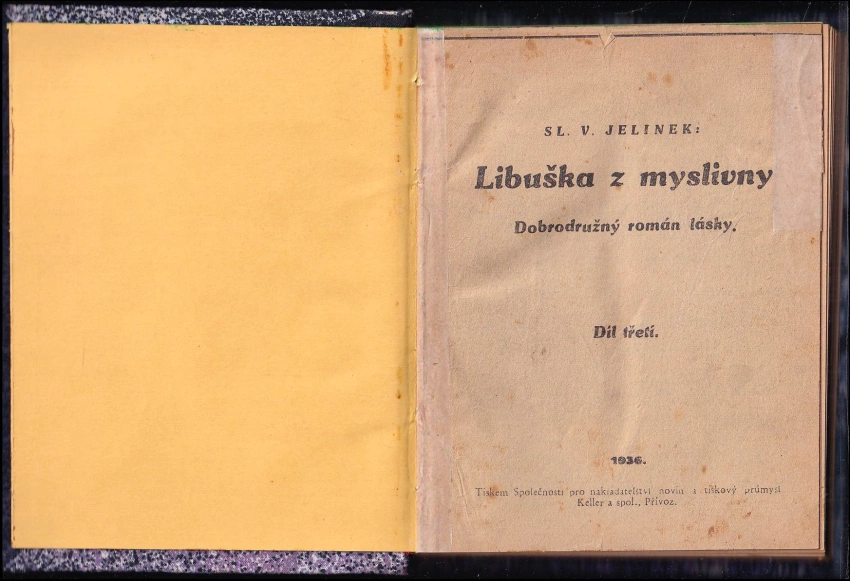 SL. V. JELINEK:
Libuška z myslivny
Dobrodružný román lásky.
Díl třetí.
1936.
Tiskem Společnosti pro nakladatelství novin a tiskový průmysl
Keller a spol., Přívoz.